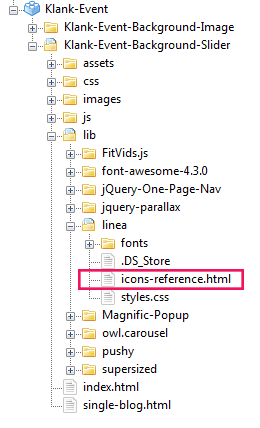 Klank-Event
Klank-Event-Background-Image
Klank-Event-Background-Slider
assets
css
images
js
lib
FitVids.js
font-awesome-4.3.0
jQuery-One-Page-Nav
jquery-parallax
linea
fonts
.DS_Store
icons-reference.html
styles.css
Magnific-Popup
owl.carousel
pushy
supersized
index.html
single-blog.html